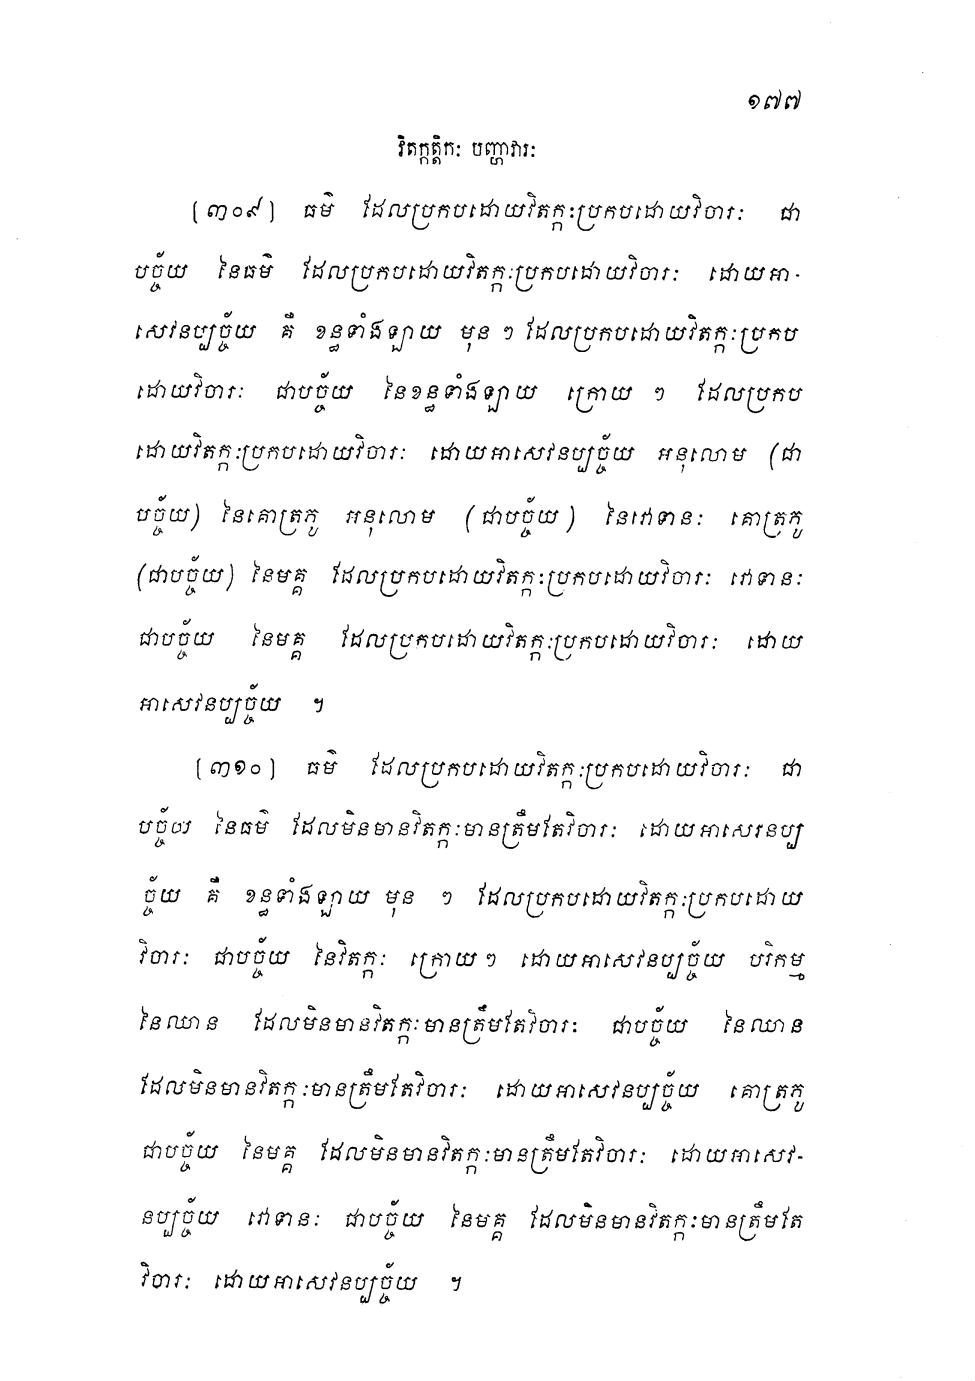 ១៧៧
វិតក្កត្តិកៈ បញ្ហាវារៈ
(៣០៩) ធម៌ ដែលប្រកបដោយវិតក្កៈប្រកបដោយវិចារៈ ជា
បច្ច័យ នៃធម៌ ដែលប្រកបដោយវិតក្កៈប្រកបដោយវិចារៈ ដោយអា-
សេវនប្បច្ច័យ គឺ ខន្ធទាំងឡាយ មុន ៗ ដែលប្រកបដោយវិតក្កៈប្រកប
ដោយវិចារៈ ជាបច្ច័យ នៃខន្ធទាំងឡាយ ក្រោយ ៗ ដែលប្រកប
ដោយវិតក្កៈប្រកបដោយវិចារៈ ដោយអាសេវនប្បច្ច័យ អនុលោម (ជា
បច្ច័យ) នៃគោត្រភូ អនុលោម (ជាបច្ច័យ) នៃវោទានៈ គោត្រភូ
(ជាបច្ច័យ) នៃមគ្គ ដែលប្រកបដោយវិតក្កៈប្រកបដោយវិចារៈ វោទានៈ
ជាបច្ច័យ នៃមគ្គ ដែលប្រកបដោយវិតក្កៈប្រកបដោយវិចារៈ ដោយ
អាសេវនប្បច្ច័យ ។
(៣១០) ធម៌ ដែលប្រកបដោយវិតក្កៈប្រកបដោយវិចារៈ ជា
បច្ច័យ នៃធម៌ ដែលមិនមានវិតក្កៈមានត្រឹមតែវិចារៈ ដោយអាសេវនប្ប
ច្ច័យ គឺ ខន្ធទាំងឡាយ មុន ៗ ដែលប្រកបដោយវិតក្កៈប្រកបដោយ
វិចារៈ ជាបច្ច័យ នៃវិតក្កៈ ក្រោយៗ ដោយអាសេវនប្បច្ច័យ បរិកម្ម
នៃឈាន ដែលមិនមានវិតក្កៈមានត្រឹមតែវិចារៈ ជាបច្ច័យ នៃឈាន
ដែលមិនមានវិតក្កៈមានត្រឹមតែវិចារៈ ដោយអាសេវនប្បច្ច័យ គោត្រភូ
ជាបច្ច័យ នៃមគ្គ ដែលមិនមានវិតក្កៈមានត្រឹមតែវិចារៈ ដោយអាសេវ-
នប្បច្ច័យ វោទានៈ ជាបច្ច័យ នៃមគ្គ ដែលមិនមានវិតក្កៈមានត្រឹមតែ
វិចារៈ ដោយអាសេវនប្បច្ច័យ ។